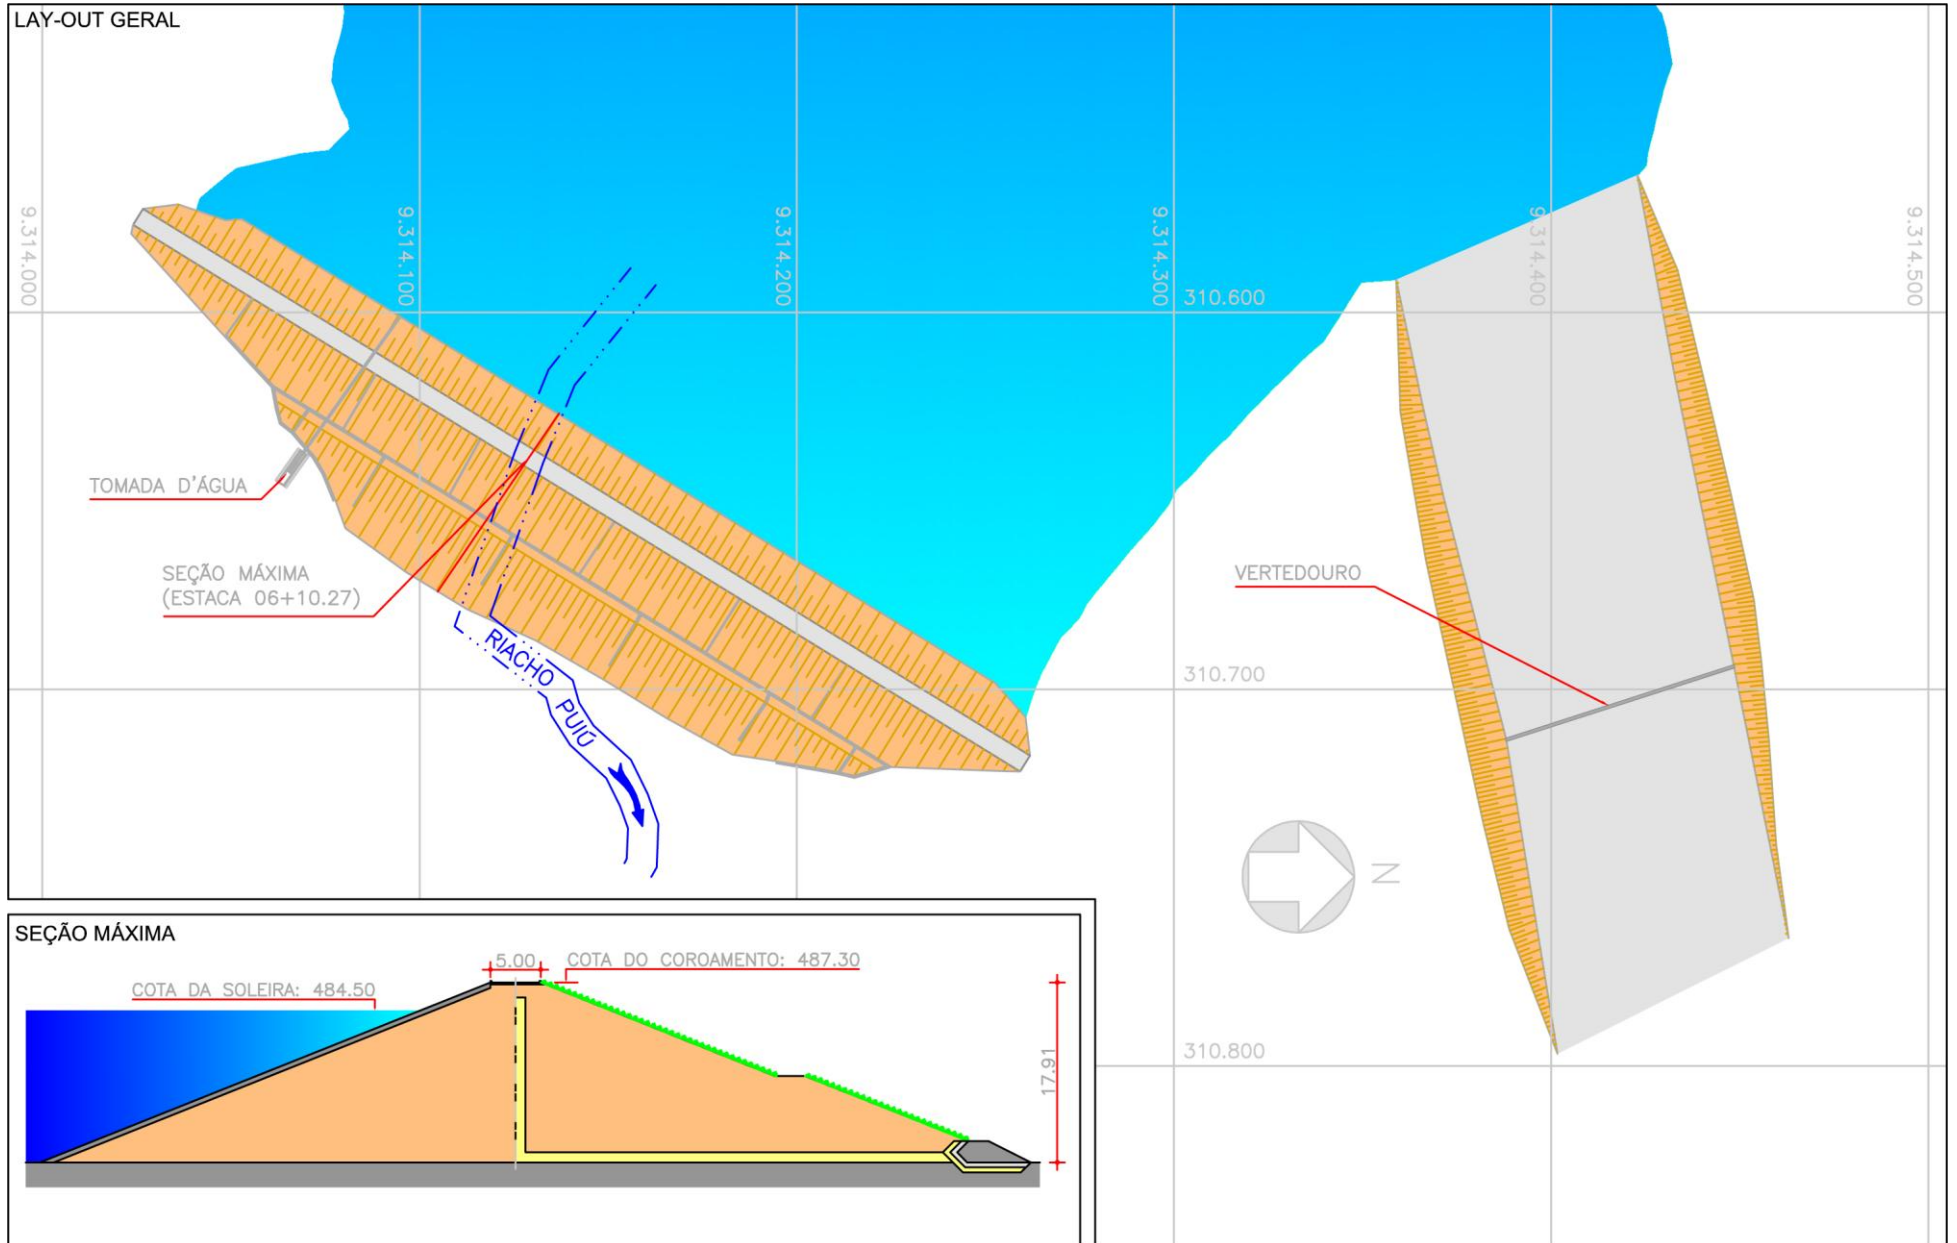 LAY-OUT GERAL
9.314.000
9.314.100
9.314.200
9.314.300
9.314.400
9.314.500
310.600
TOMADA D'ÁGUA
SEÇÃO MÁXIMA
(ESTACA 06+10.27)
VERTEDOURO
RIACHO PUIÚ
310.700
N
310.800
SEÇÃO MÁXIMA
5.00
COTA DO COROAMENTO: 487.30
COTA DA SOLEIRA: 484.50
17.91